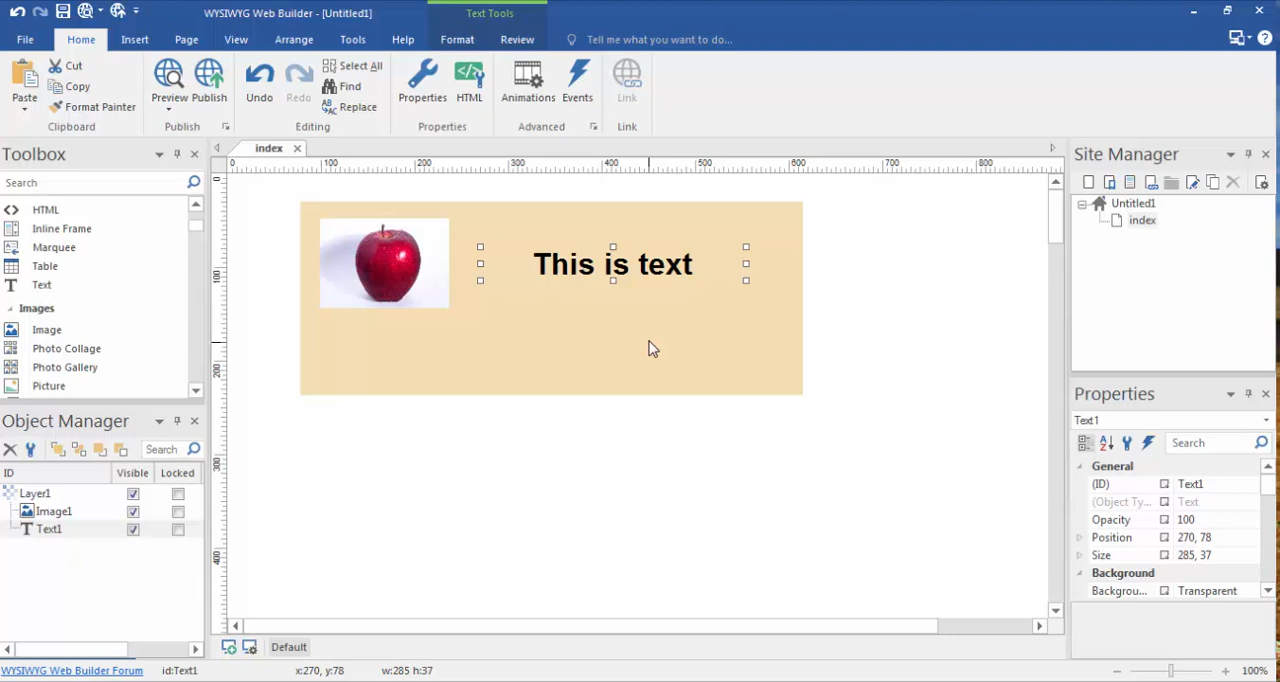 WYSIWYG Web Builder - [Untitled1]
Text Tools
File
Home
Insert
Page
View
Arrange
Tools
Help
Format
Review
Tell me what you want to do...
Paste
Cut
Copy
Format Painter
Clipboard
Preview
Publish
Publish
Undo
Redo
Select All
Find
Replace
Editing
Properties
HTML
Properties
Animations
Events
Advanced
Link
Link
Toolbox
Search
HTML
Inline Frame
Marquee
Table
Text
Images
Image
Photo Collage
Photo Gallery
Picture
Object Manager
Search
ID
Visible
Locked
Layer1
Image1
Text1
index
0 100 200 300 400 500 600 700 800
0
100
200
300
400
This is text
Default
Site Manager
Untitled1
index
Properties
Text1
Search
General
(ID) Text1
(Object Ty... Text
Opacity 100
Position 270, 78
Size 285, 37
Background
Backgrou... Transparent
WYSIWYG Web Builder Forum
id:Text1
x:270, y:78
w:285 h:37
100%